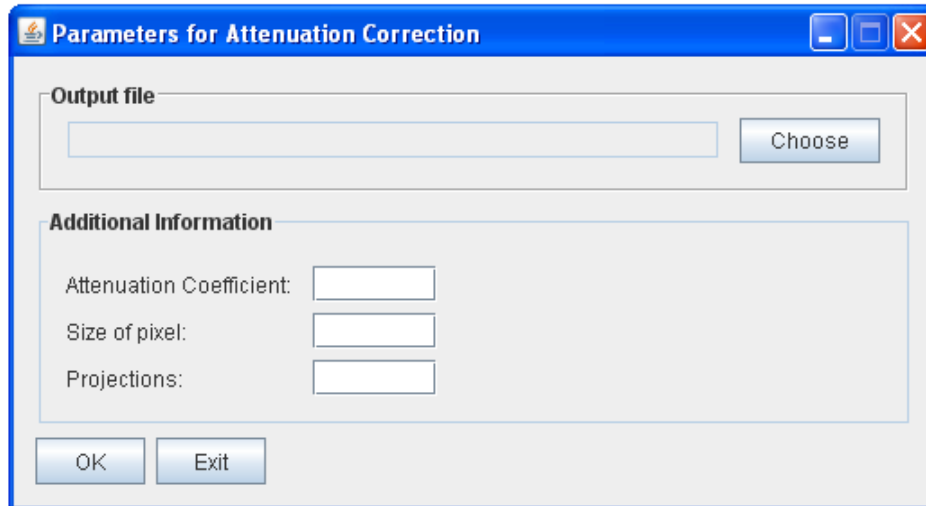 Parameters for Attenuation Correction
Output file
Choose
Additional Information
Attenuation Coefficient:
Size of pixel:
Projections:
OK Exit